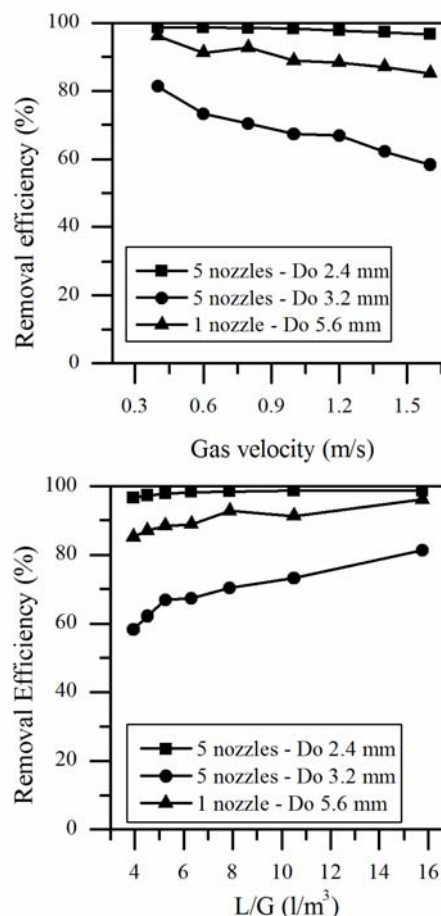 100
80
60
40
20
0
Removal efficiency (%)
5 nozzles - Do 2.4 mm
5 nozzles - Do 3.2 mm
1 nozzle - Do 5.6 mm
0.3 0.6 0.9 1.2 1.5
Gas velocity (m/s)
100
80
60
40
20
0
Removal Efficiency (%)
5 nozzles - Do 2.4 mm
5 nozzles - Do 3.2 mm
1 nozzle - Do 5.6 mm
4 6 8 10 12 14 16
L/G (l/m³)